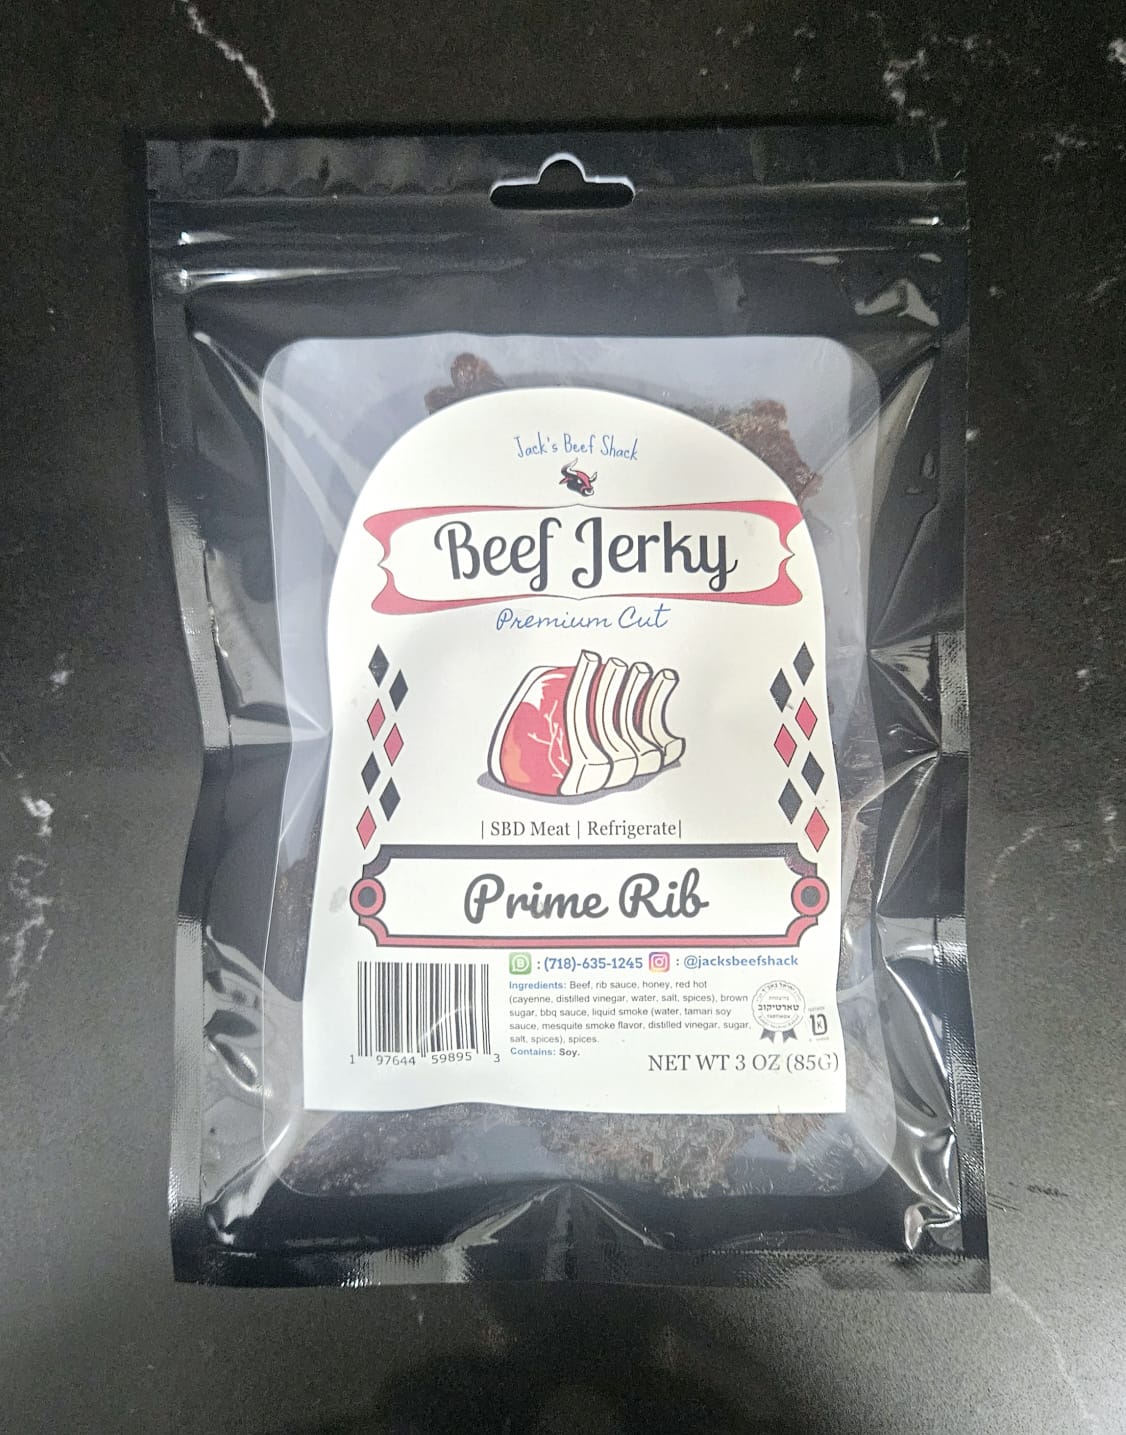 Jack's Beef Shack
Beef Jerky
Premium Cut
| SBD Meat | Refrigerate|
Prime Rib
: (718)-635-1245 : @jacksbeefshack
Ingredients: Beef, rib sauce, honey, red hot
(cayenne, distilled vinegar, water, salt, spices), brown
sugar, bbq sauce, liquid smoke (water, tamari soy
sauce, mesquite smoke flavor, distilled vinegar, sugar,
salt, spices), spices.
Contains: Soy.
טארטיקוב
K
1 97644 59895 3
NET WT 3 OZ (85G)